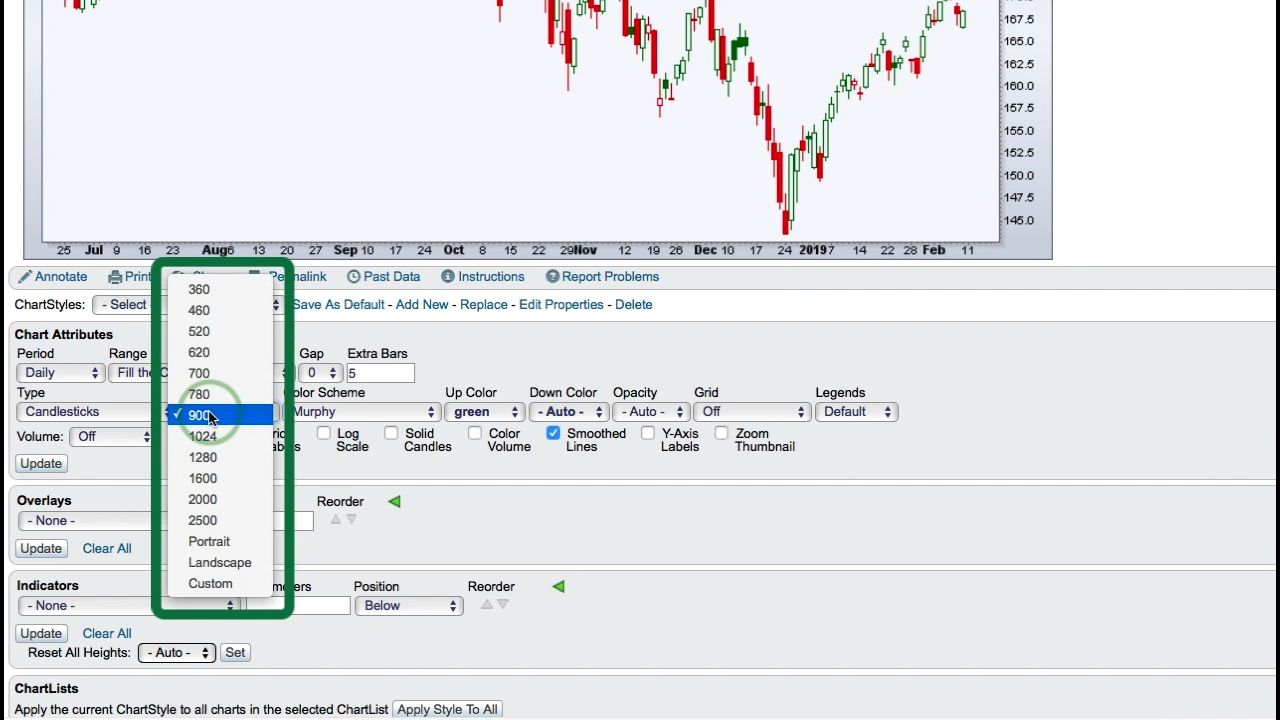 167.5
165.0
162.5
160.0
157.5
155.0
152.5
150.0
147.5
145.0
25 Jul 9 16 23 Aug6 13 20 27 Sep 10 17 24 Oct 8 15 22 29Nov 12 19 26 Dec 10 17 24 20197 14 22 28 Feb 11
Annotate Print Permalink Past Data Instructions Report Problems
ChartStyles: - Select - Save As Default - Add New - Replace - Edit Properties - Delete
Chart Attributes
Period Range Gap Extra Bars
Daily Fill the C 0 5
Type Color Scheme Up Color Down Color Opacity Grid Legends
Candlesticks Murphy green - Auto - - Auto - Off Default
Volume: Off Log Scale Solid Candles Color Volume Smoothed Lines Y-Axis Labels Zoom Thumbnail
Update
360
460
520
620
700
780
✓ 900
1024
1280
1600
2000
2500
Portrait
Landscape
Custom
Overlays Reorder
- None -
Update Clear All
Indicators Position Reorder
- None - Below
Update Clear All
Reset All Heights: - Auto - Set
ChartLists
Apply the current ChartStyle to all charts in the selected ChartList Apply Style To All